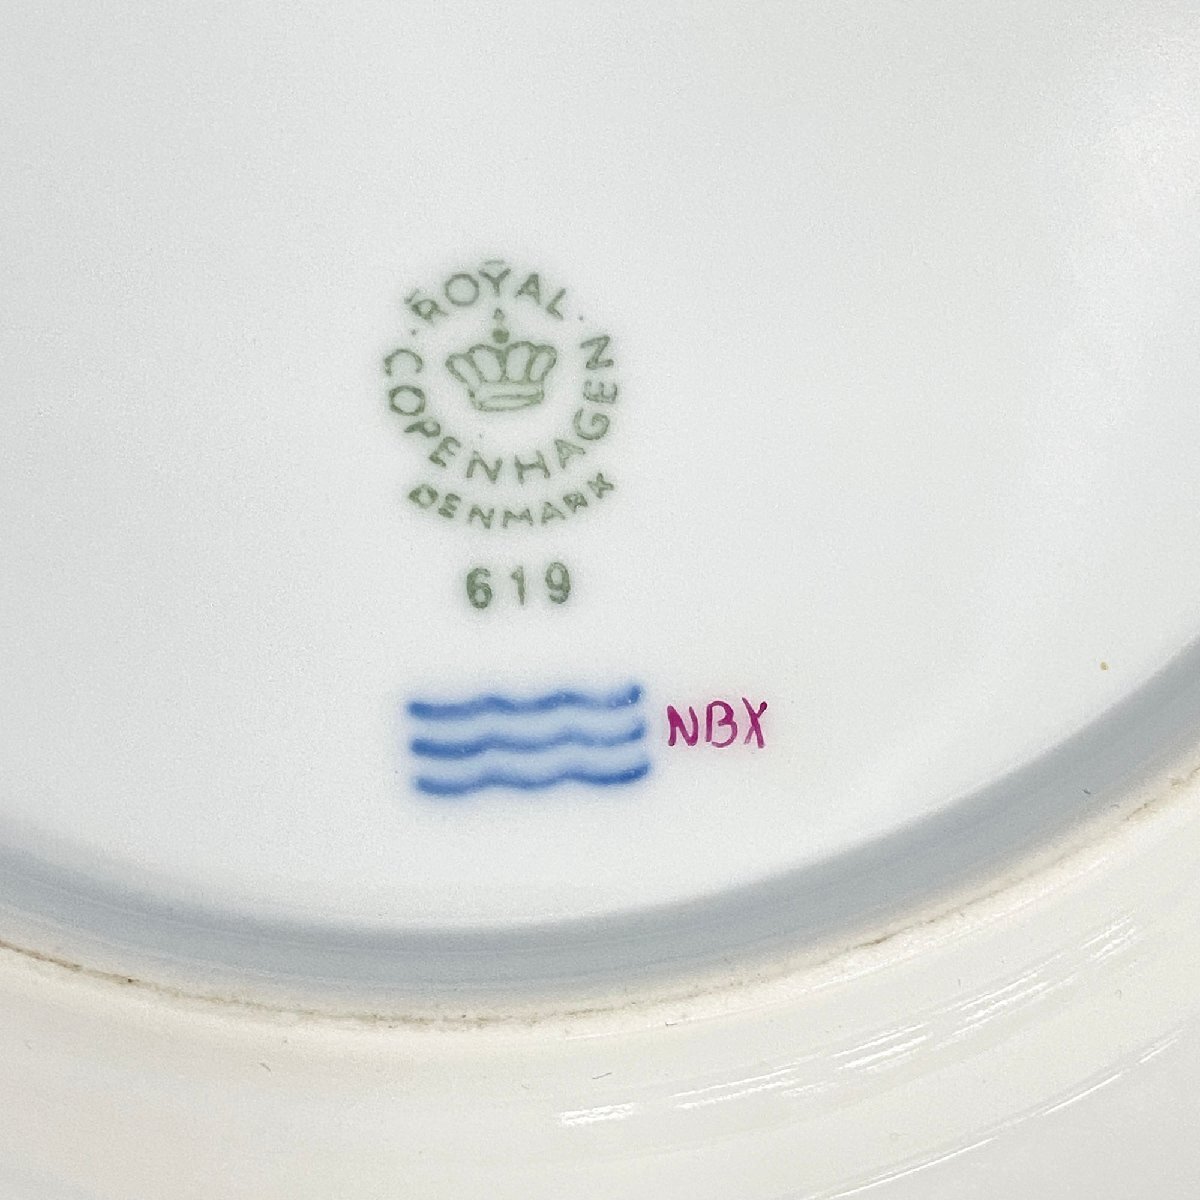 ROYAL
COPENHAGEN
DENMARK
619
NBX